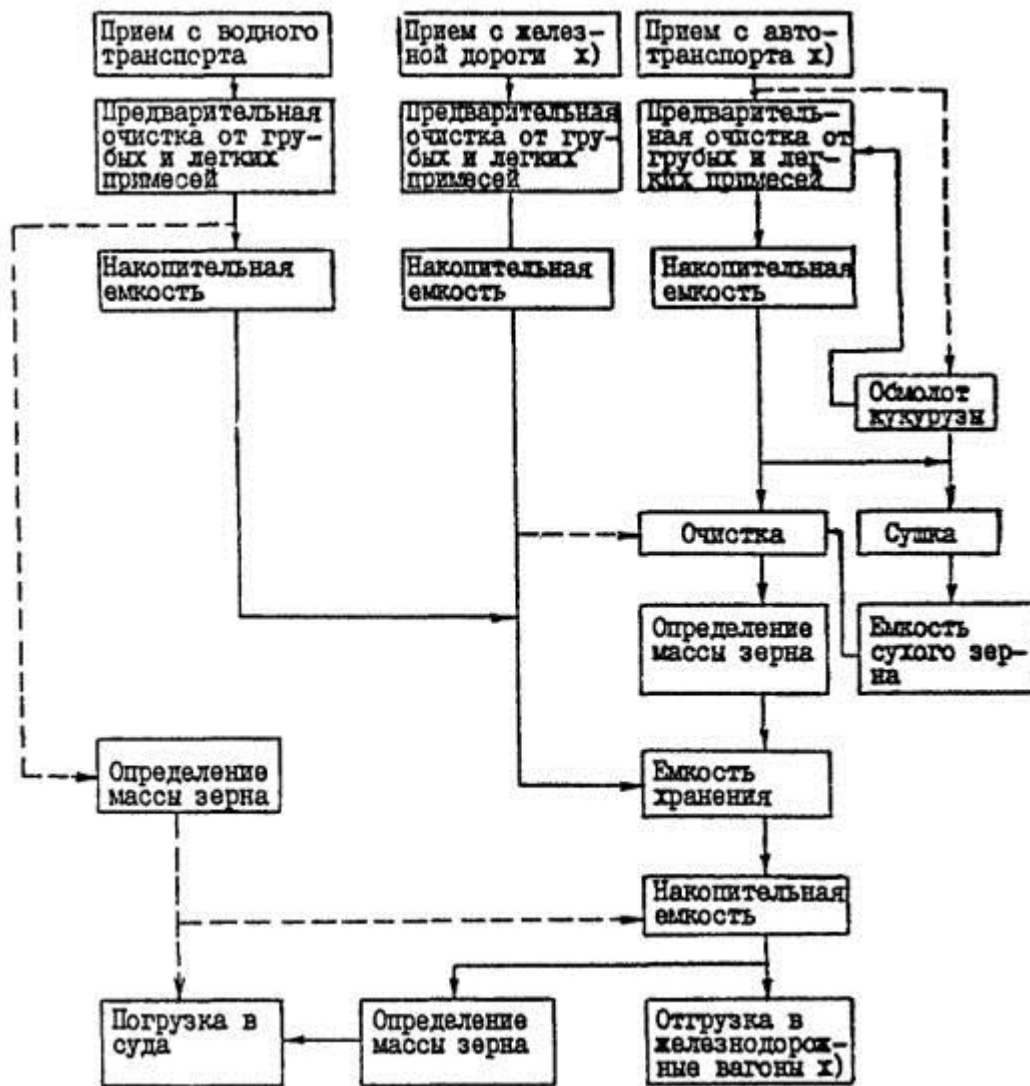 Прием с водного
транспорта
Прием с желез-
ной дороги х)
Прием с авто-
транспорта х)
Предварительная
очистка от гру-
бых и легких
примесей
Предварительная
очистка от гру-
бых и легких
примесей
Предваритель-
ная очистка от
грубых и лег-
ких примесей
Накопительная
емкость
Накопительная
емкость
Накопительная
емкость
Обмолот
кукурузы
Очистка
Сушка
Определение
массы зерна
Емкость
сухого зер-
на
Определение
массы зерна
Емкость
хранения
Накопительная
емкость
Погрузка в
суда
Определение
массы зерна
Отгрузка в
железнодорож-
ные вагоны х)